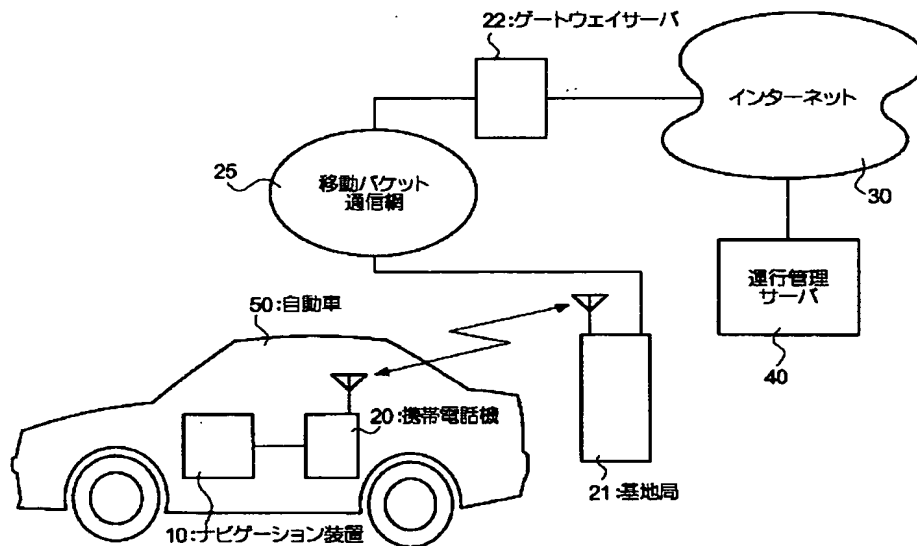 22:ゲートウェイサーバ
インターネット
25
移動パケット
通信網
30
運行管理
サーバ
50:自動車
40
20:携帯電話機
21:基地局
10:ナビゲーション装置